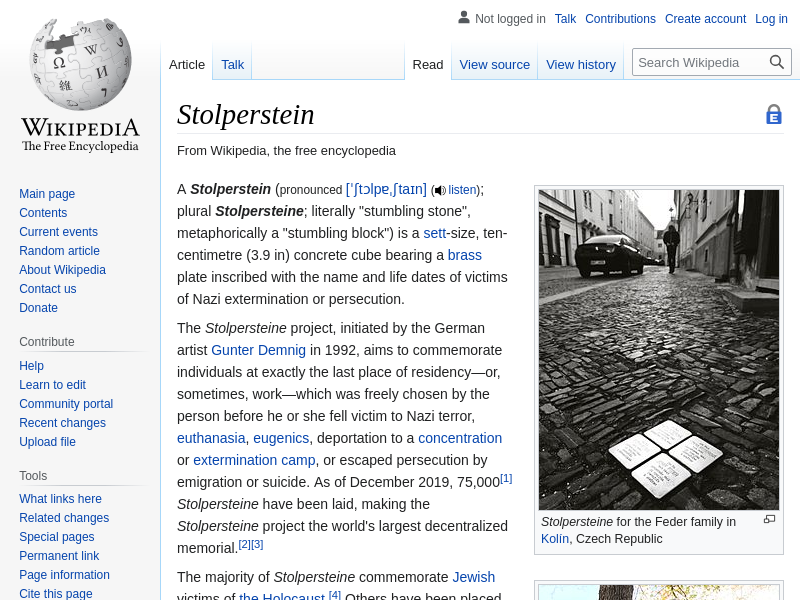 Not logged in Talk Contributions Create account Log in
Article Talk Read View source View history Search Wikipedia
WIKIPEDIA
The Free Encyclopedia
Main page
Contents
Current events
Random article
About Wikipedia
Contact us
Donate
Contribute
Help
Learn to edit
Community portal
Recent changes
Upload file
Tools
What links here
Related changes
Special pages
Permanent link
Page information
Cite this page
Stolperstein
From Wikipedia, the free encyclopedia
A Stolperstein (pronounced [ˈʃtɔlpɐˌʃtaɪn] (listen);
plural Stolpersteine; literally "stumbling stone",
metaphorically a "stumbling block") is a sett-size, ten-
centimetre (3.9 in) concrete cube bearing a brass
plate inscribed with the name and life dates of victims
of Nazi extermination or persecution.
The Stolpersteine project, initiated by the German
artist Gunter Demnig in 1992, aims to commemorate
individuals at exactly the last place of residency—or,
sometimes, work—which was freely chosen by the
person before he or she fell victim to Nazi terror,
euthanasia, eugenics, deportation to a concentration
or extermination camp, or escaped persecution by
emigration or suicide. As of December 2019, 75,000[1]
Stolpersteine have been laid, making the
Stolpersteine project the world's largest decentralized
memorial.[2][3]
The majority of Stolpersteine commemorate Jewish
victims of the Holocaust.[4] Others have been placed
Stolpersteine for the Feder family in
Kolín, Czech Republic